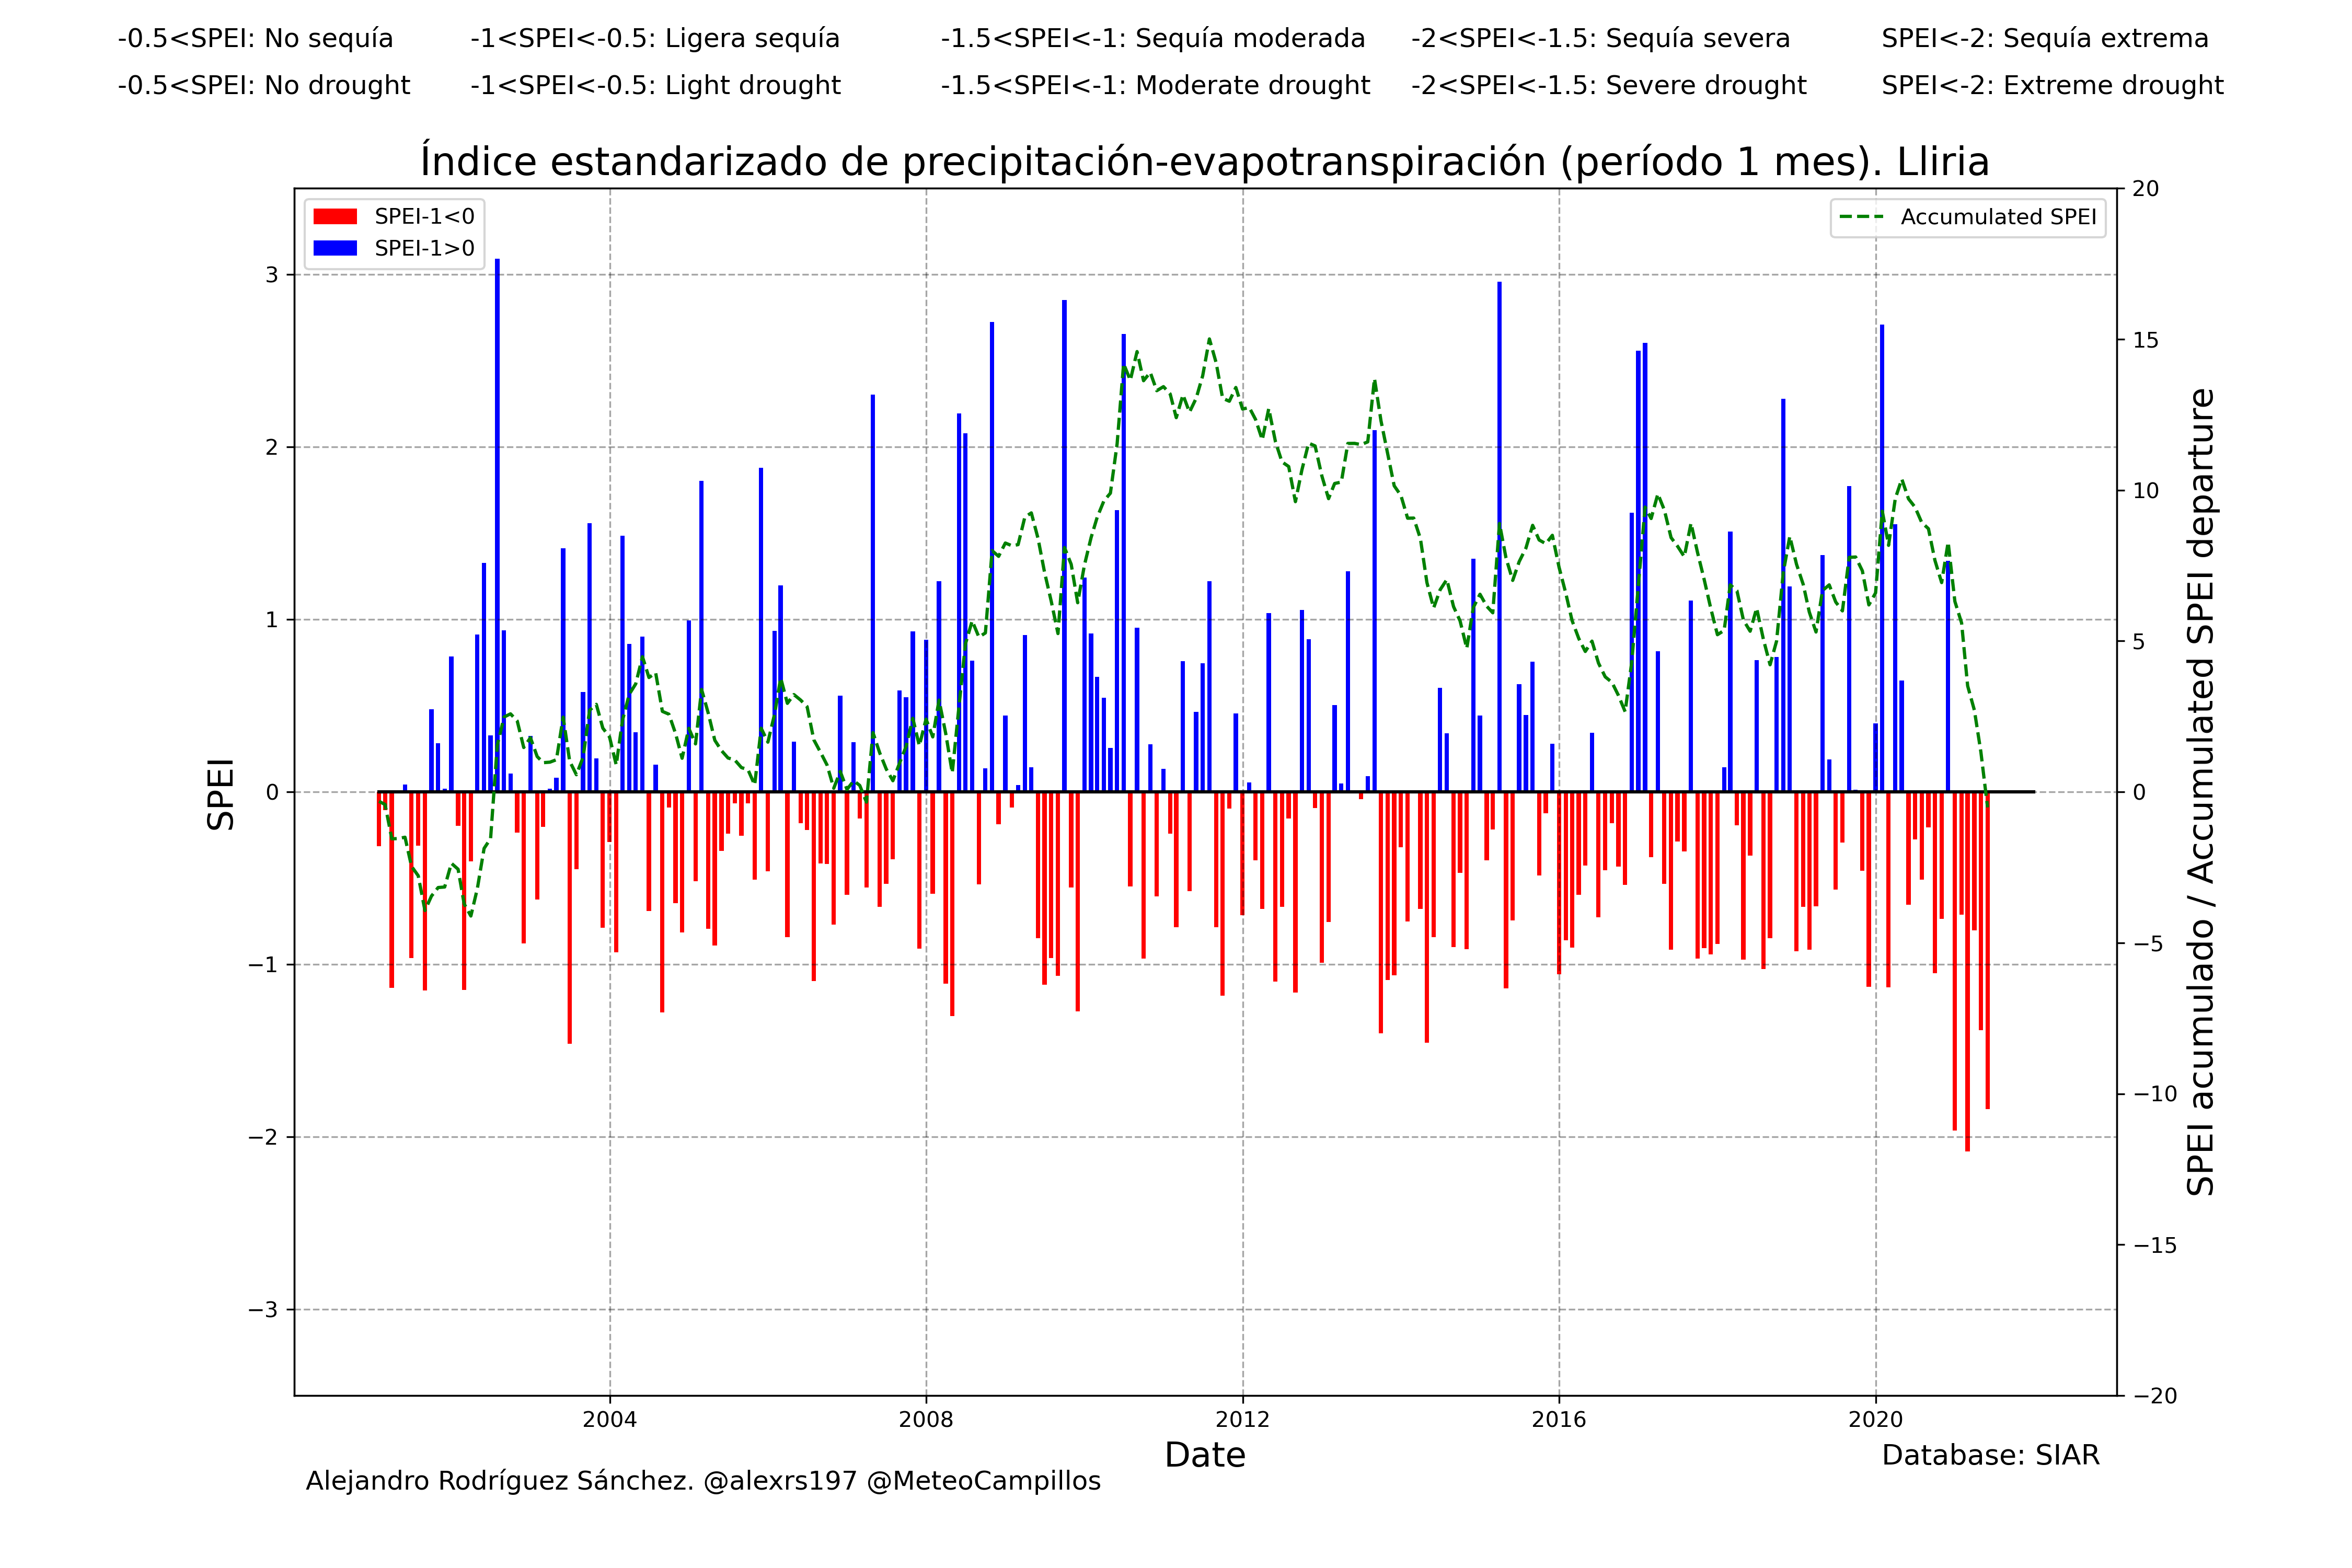 -0.5<SPEI: No sequía -1<SPEI<-0.5: Ligera sequía -1.5<SPEI<-1: Sequía moderada -2<SPEI<-1.5: Sequía severa SPEI<-2: Sequía extrema
-0.5<SPEI: No drought -1<SPEI<-0.5: Light drought -1.5<SPEI<-1: Moderate drought -2<SPEI<-1.5: Severe drought SPEI<-2: Extreme drought
Índice estandarizado de precipitación-evapotranspiración (período 1 mes). Lliria
SPEI-1<0
SPEI-1>0
Accumulated SPEI
SPEI
3
2
1
0
−1
−2
−3
20
15
10
5
0
−5
−10
−15
−20
SPEI acumulado / Accumulated SPEI departure
2004 2008 2012 2016 2020
Date
Database: SIAR
Alejandro Rodríguez Sánchez. @alexrs197 @MeteoCampillos